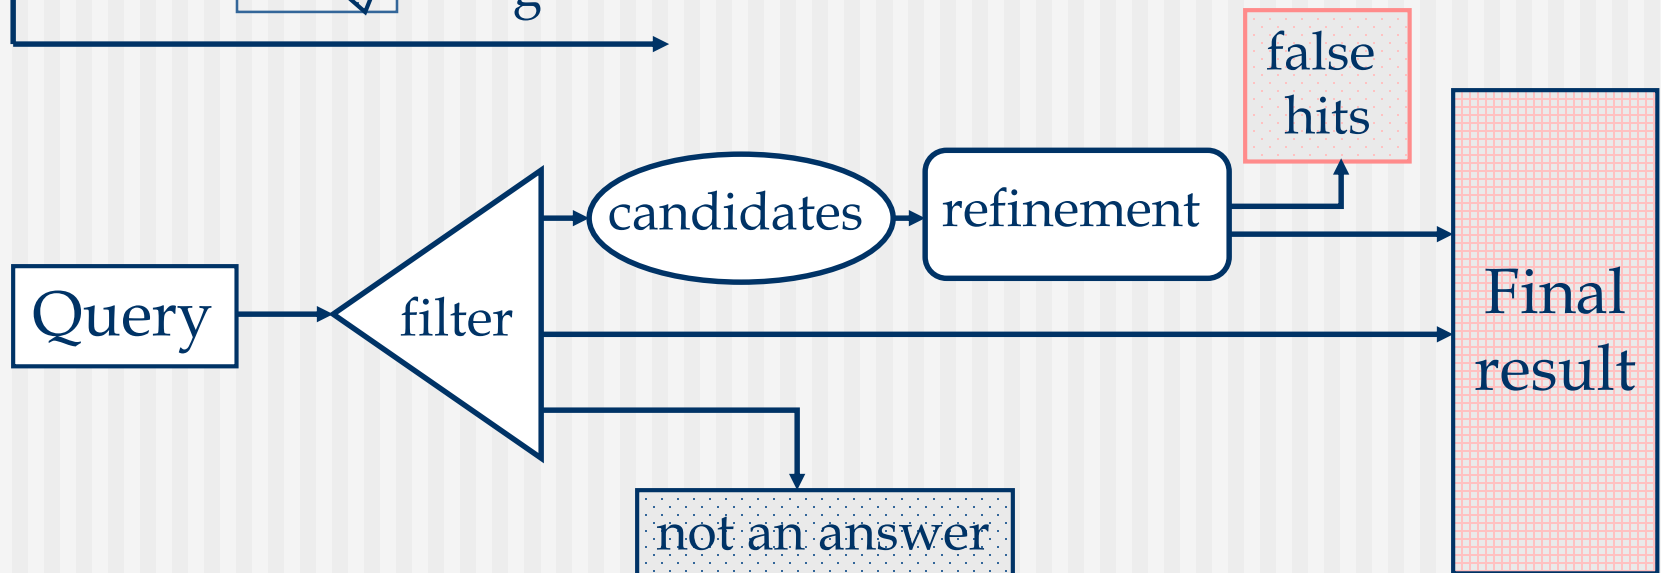 g
false
hits
candidates
refinement
Query
filter
Final
result
not an answer